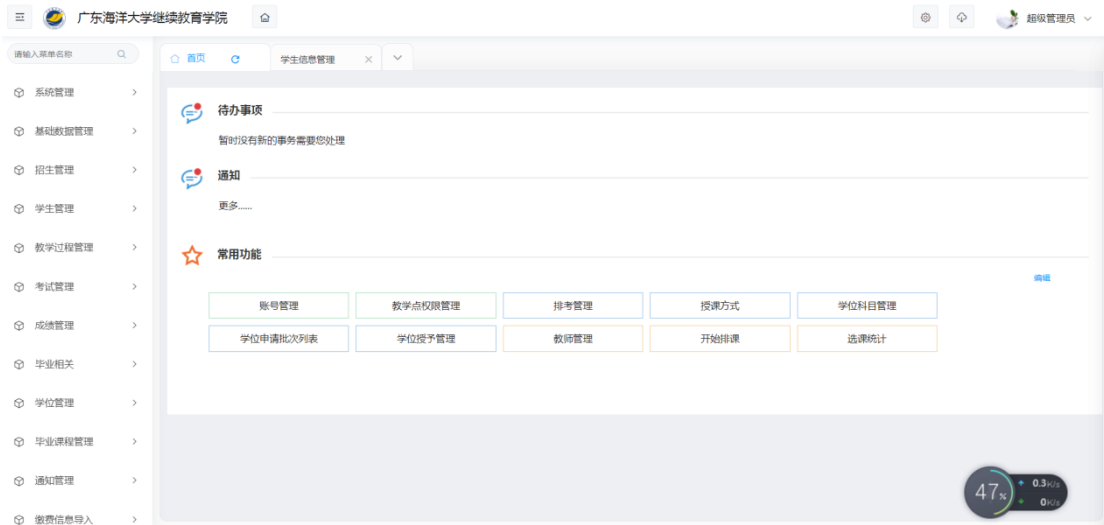 广东海洋大学继续教育学院
超级管理员
请输入菜单名称
首页
学生信息管理
系统管理
基础数据管理
招生管理
学生管理
教学过程管理
考试管理
成绩管理
毕业相关
学位管理
毕业课程管理
通知管理
缴费信息导入
待办事项
暂时没有新的事务需要您处理
通知
更多......
常用功能
编辑
账号管理 教学点权限管理 排考管理 授课方式 学位科目管理
学位申请批次列表 学位授予管理 教师管理 开始排课 选课统计
47%
0.3K/s
0K/s